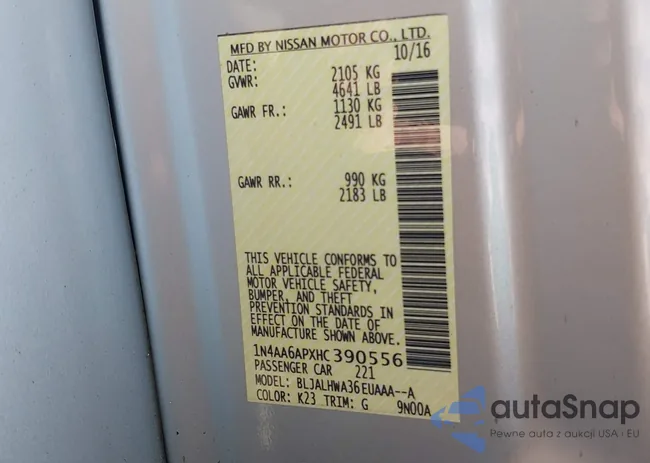 MFD BY NISSAN MOTOR CO., LTD.
DATE: 10/16
GVWR: 2105 KG
4641 LB
GAWR FR.: 1130 KG
2491 LB
GAWR RR.: 990 KG
2183 LB
THIS VEHICLE CONFORMS TO
ALL APPLICABLE FEDERAL
MOTOR VEHICLE SAFETY,
BUMPER, AND THEFT
PREVENTION STANDARDS IN
EFFECT ON THE DATE OF
MANUFACTURE SHOWN ABOVE.
1N4AA6APXHC390556
PASSENGER CAR 221
MODEL: BLJALHWA36EUAAA--A
COLOR: K23 TRIM: G 9N00A
autaSnap
Pewne auta z aukcji USA i EU